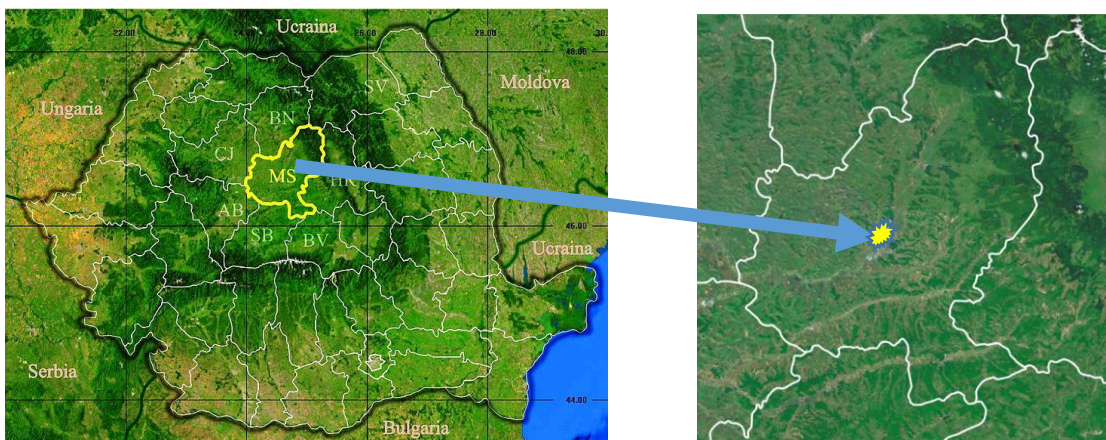 Ucraina
22.00
24.00
26.00
28.00
30.
48.00
Moldova
SV
Ungaria
BN
CJ
MS
HR
AB
46.00
SB
BV
Ucraina
Serbia
44.00
Bulgaria